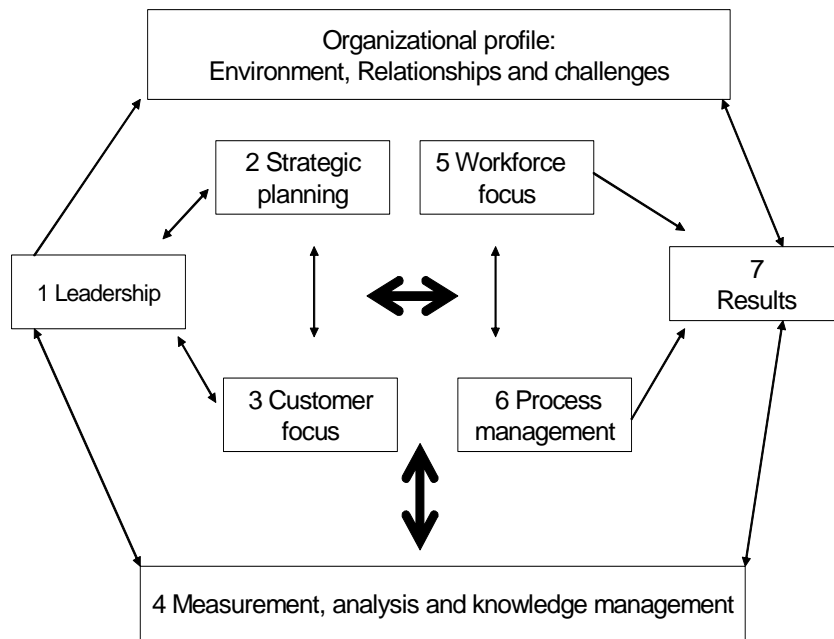 Organizational profile:
Environment, Relationships and challenges
2 Strategic
planning
5 Workforce
focus
1 Leadership
7
Results
3 Customer
focus
6 Process
management
4 Measurement, analysis and knowledge management